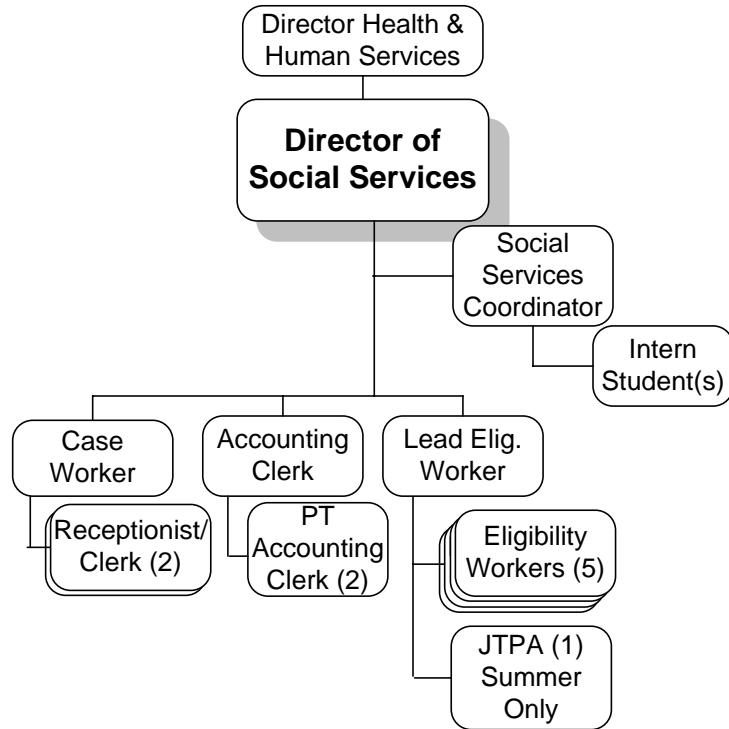 Director Health &
Human Services
Director of
Social Services
Social
Services
Coordinator
Intern
Student(s)
Case
Worker
Accounting
Clerk
Lead Elig.
Worker
Receptionist/
Clerk (2)
PT
Accounting
Clerk (2)
Eligibility
Workers (5)
JTPA (1)
Summer
Only